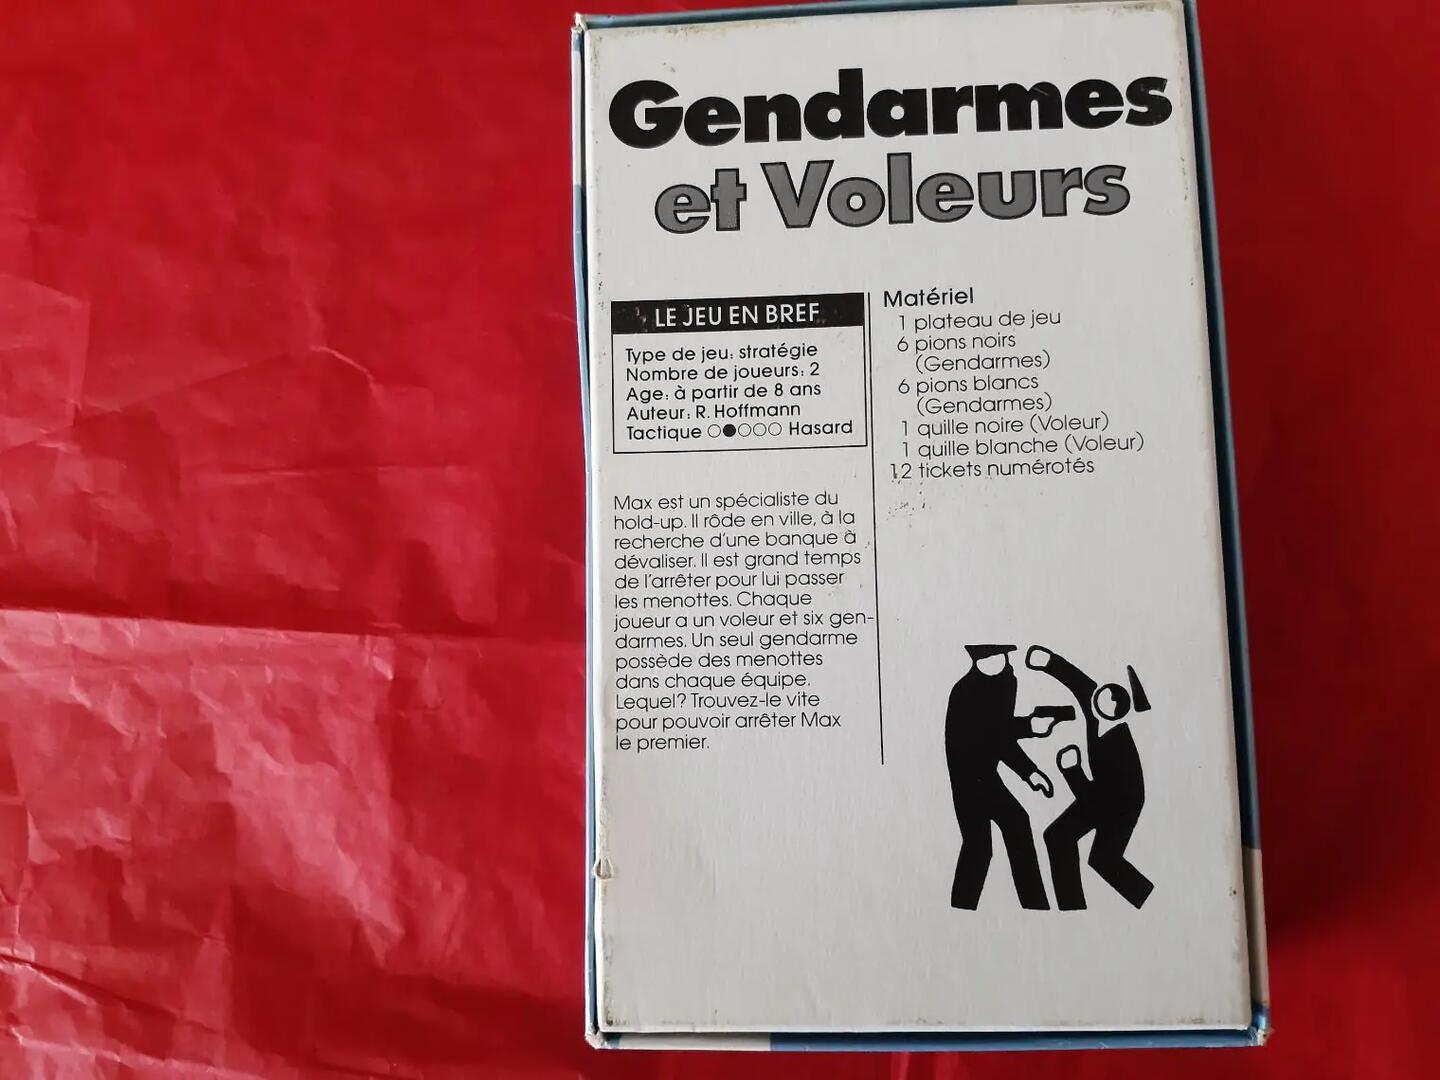 Gendarmes
et Voleurs
LE JEU EN BREF
Type de jeu: stratégie
Nombre de joueurs: 2
Age: à partir de 8 ans
Auteur: R. Hoffmann
Tactique ○●○○○ Hasard
Max est un spécialiste du
hold-up. Il rôde en ville, à la
recherche d'une banque à
dévaliser. Il est grand temps
de l'arrêter pour lui passer
les menottes. Chaque
joueur a un voleur et six gen-
darmes. Un seul gendarme
possède des menottes
dans chaque équipe.
Lequel? Trouvez-le vite
pour pouvoir arrêter Max
le premier.
Matériel
1 plateau de jeu
6 pions noirs
(Gendarmes)
6 pions blancs
(Gendarmes)
1 quille noire (Voleur)
1 quille blanche (Voleur)
12 tickets numérotés